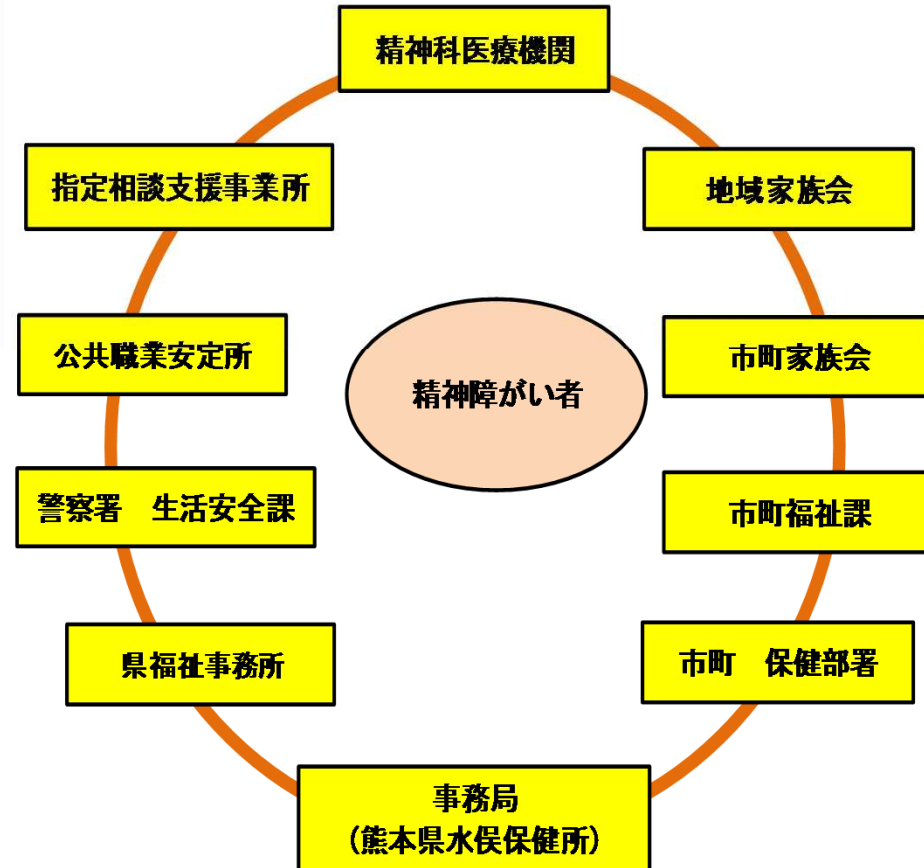 精神科医療機関
指定相談支援事業所
地域家族会
公共職業安定所
市町家族会
精神障がい者
警察署　生活安全課
市町福祉課
県福祉事務所
市町　保健部署
事務局
(熊本県水俣保健所)